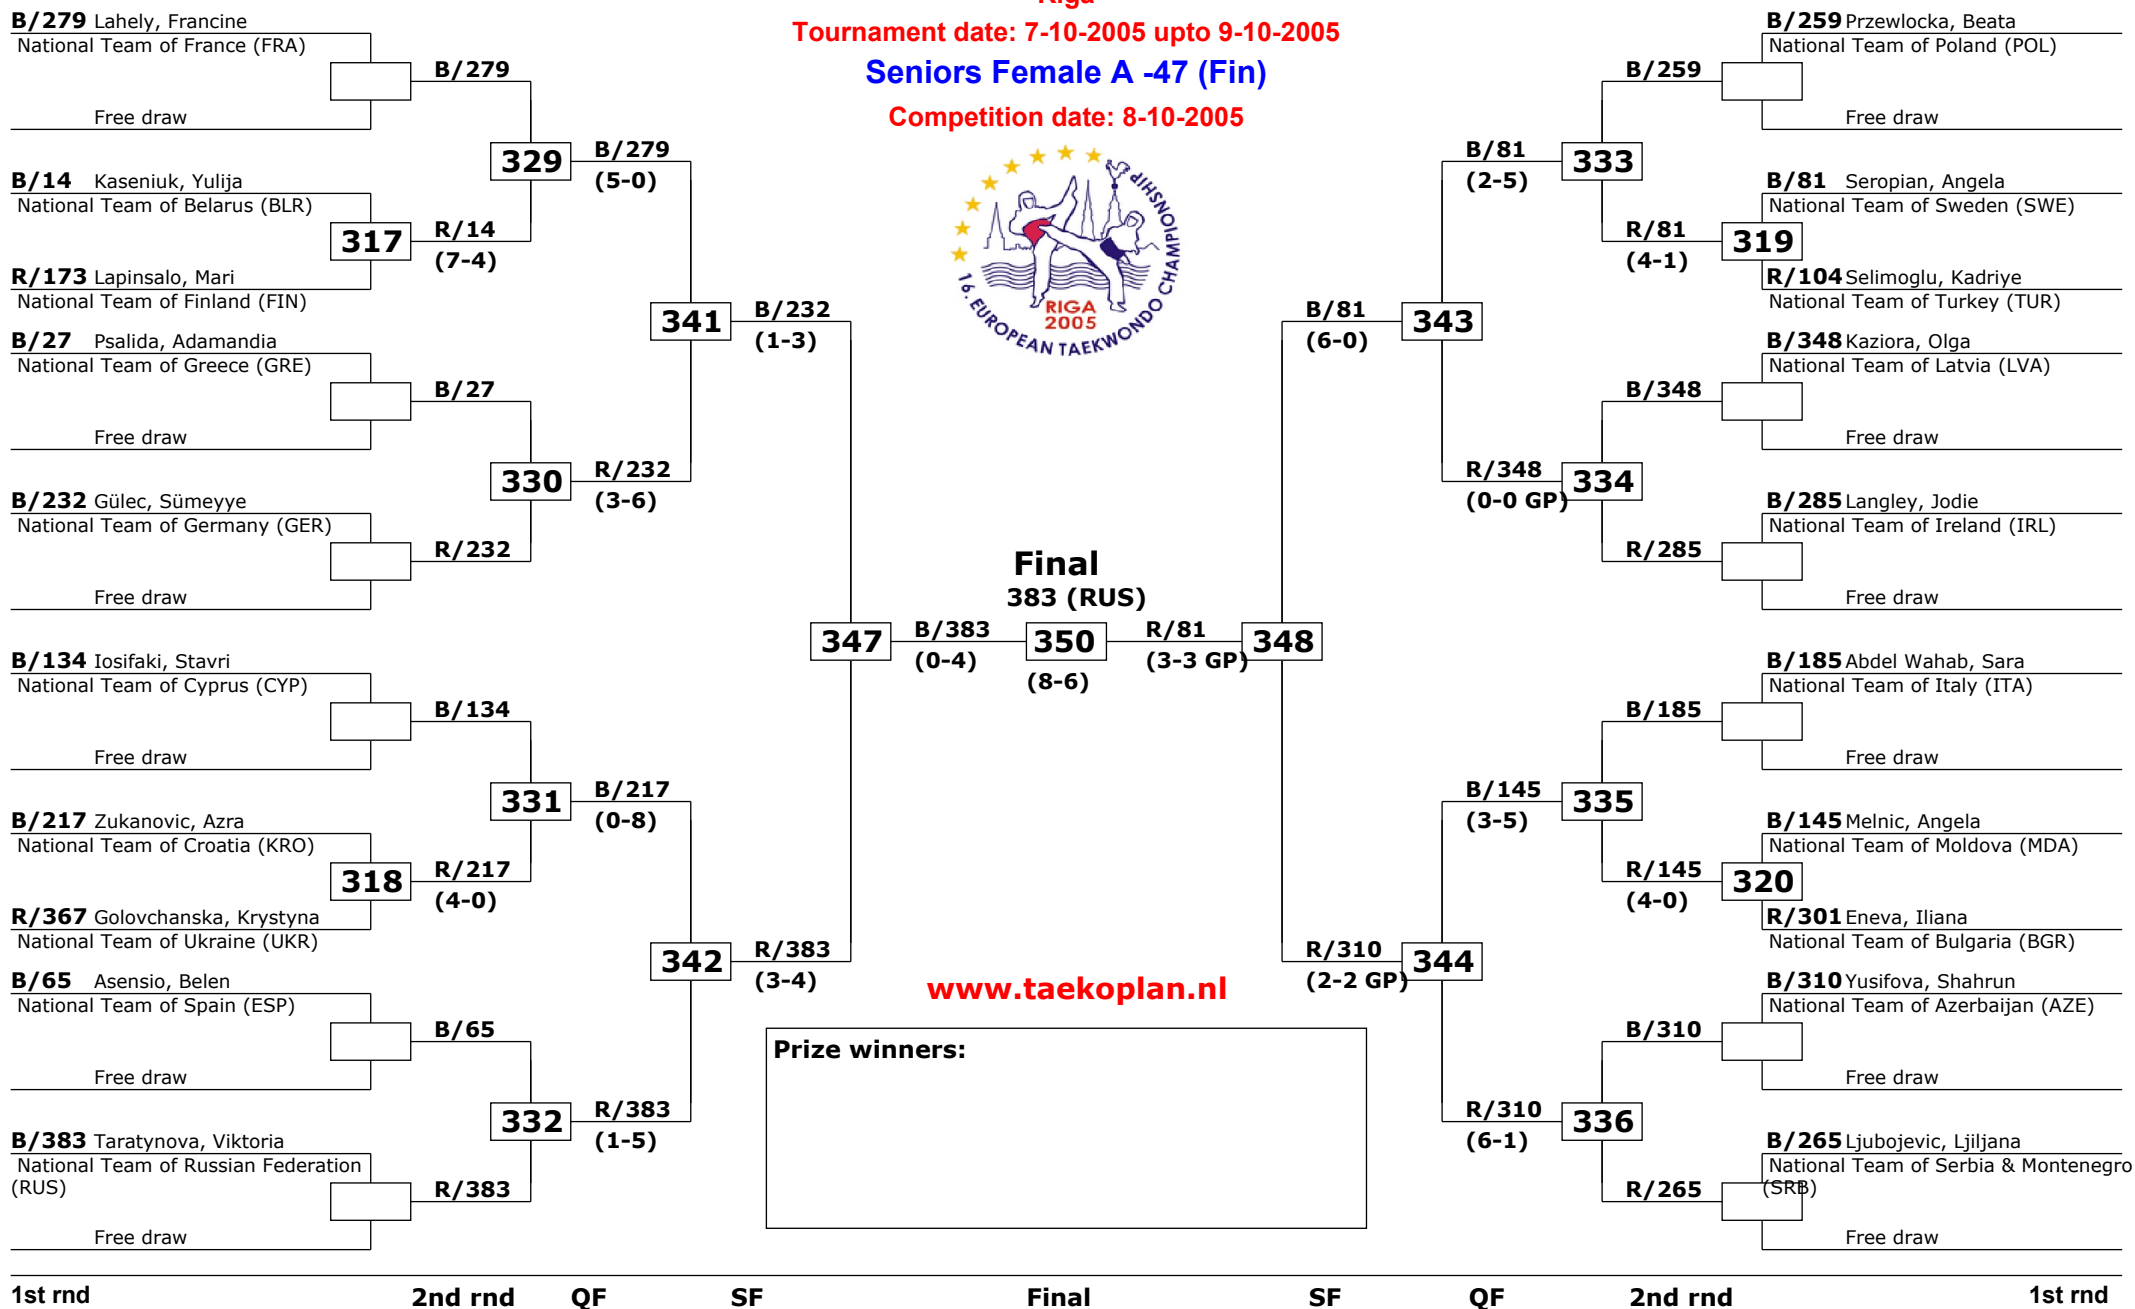 Riga
Tournament date: 7-10-2005 upto 9-10-2005
Seniors Female A -47 (Fin)
Competition date: 8-10-2005
16. EUROPEAN TAEKWONDO CHAMPIONSHIP
RIGA
2005
B/279 Lahely, Francine
National Team of France (FRA)
Free draw
B/14 Kaseniuk, Yulija
National Team of Belarus (BLR)
R/173 Lapinsalo, Mari
National Team of Finland (FIN)
B/27 Psalida, Adamandia
National Team of Greece (GRE)
Free draw
B/232 Gülec, Sümeyye
National Team of Germany (GER)
Free draw
B/134 Iosifaki, Stavri
National Team of Cyprus (CYP)
Free draw
B/217 Zukanovic, Azra
National Team of Croatia (KRO)
R/367 Golovchanska, Krystyna
National Team of Ukraine (UKR)
B/65 Asensio, Belen
National Team of Spain (ESP)
Free draw
B/383 Taratynova, Viktoria
National Team of Russian Federation
(RUS)
Free draw
B/279
317
R/14
(7-4)
B/27
R/232
B/134
318
R/217
(4-0)
B/65
R/383
329
B/279
(5-0)
330
R/232
(3-6)
331
B/217
(0-8)
332
R/383
(1-5)
341
B/232
(1-3)
342
R/383
(3-4)
347
B/383
(0-4)
Final
383 (RUS)
350
(8-6)
R/81
(3-3 GP)
348
B/81
(6-0)
343
R/310
(2-2 GP)
344
B/81
(2-5)
333
R/348
(0-0 GP)
334
B/145
(3-5)
335
R/310
(6-1)
336
B/259
R/81
(4-1)
319
B/348
R/285
B/185
R/145
(4-0)
320
B/310
R/265
B/259 Przewlocka, Beata
National Team of Poland (POL)
Free draw
B/81 Seropian, Angela
National Team of Sweden (SWE)
R/104 Selimoglu, Kadriye
National Team of Turkey (TUR)
B/348 Kaziora, Olga
National Team of Latvia (LVA)
Free draw
B/285 Langley, Jodie
National Team of Ireland (IRL)
Free draw
B/185 Abdel Wahab, Sara
National Team of Italy (ITA)
Free draw
B/145 Melnic, Angela
National Team of Moldova (MDA)
R/301 Eneva, Iliana
National Team of Bulgaria (BGR)
B/310 Yusifova, Shahrun
National Team of Azerbaijan (AZE)
Free draw
B/265 Ljubojevic, Ljiljana
National Team of Serbia & Montenegro
(SRB)
Free draw
www.taekoplan.nl
Prize winners:
1st rnd 2nd rnd QF SF Final SF QF 2nd rnd 1st rnd